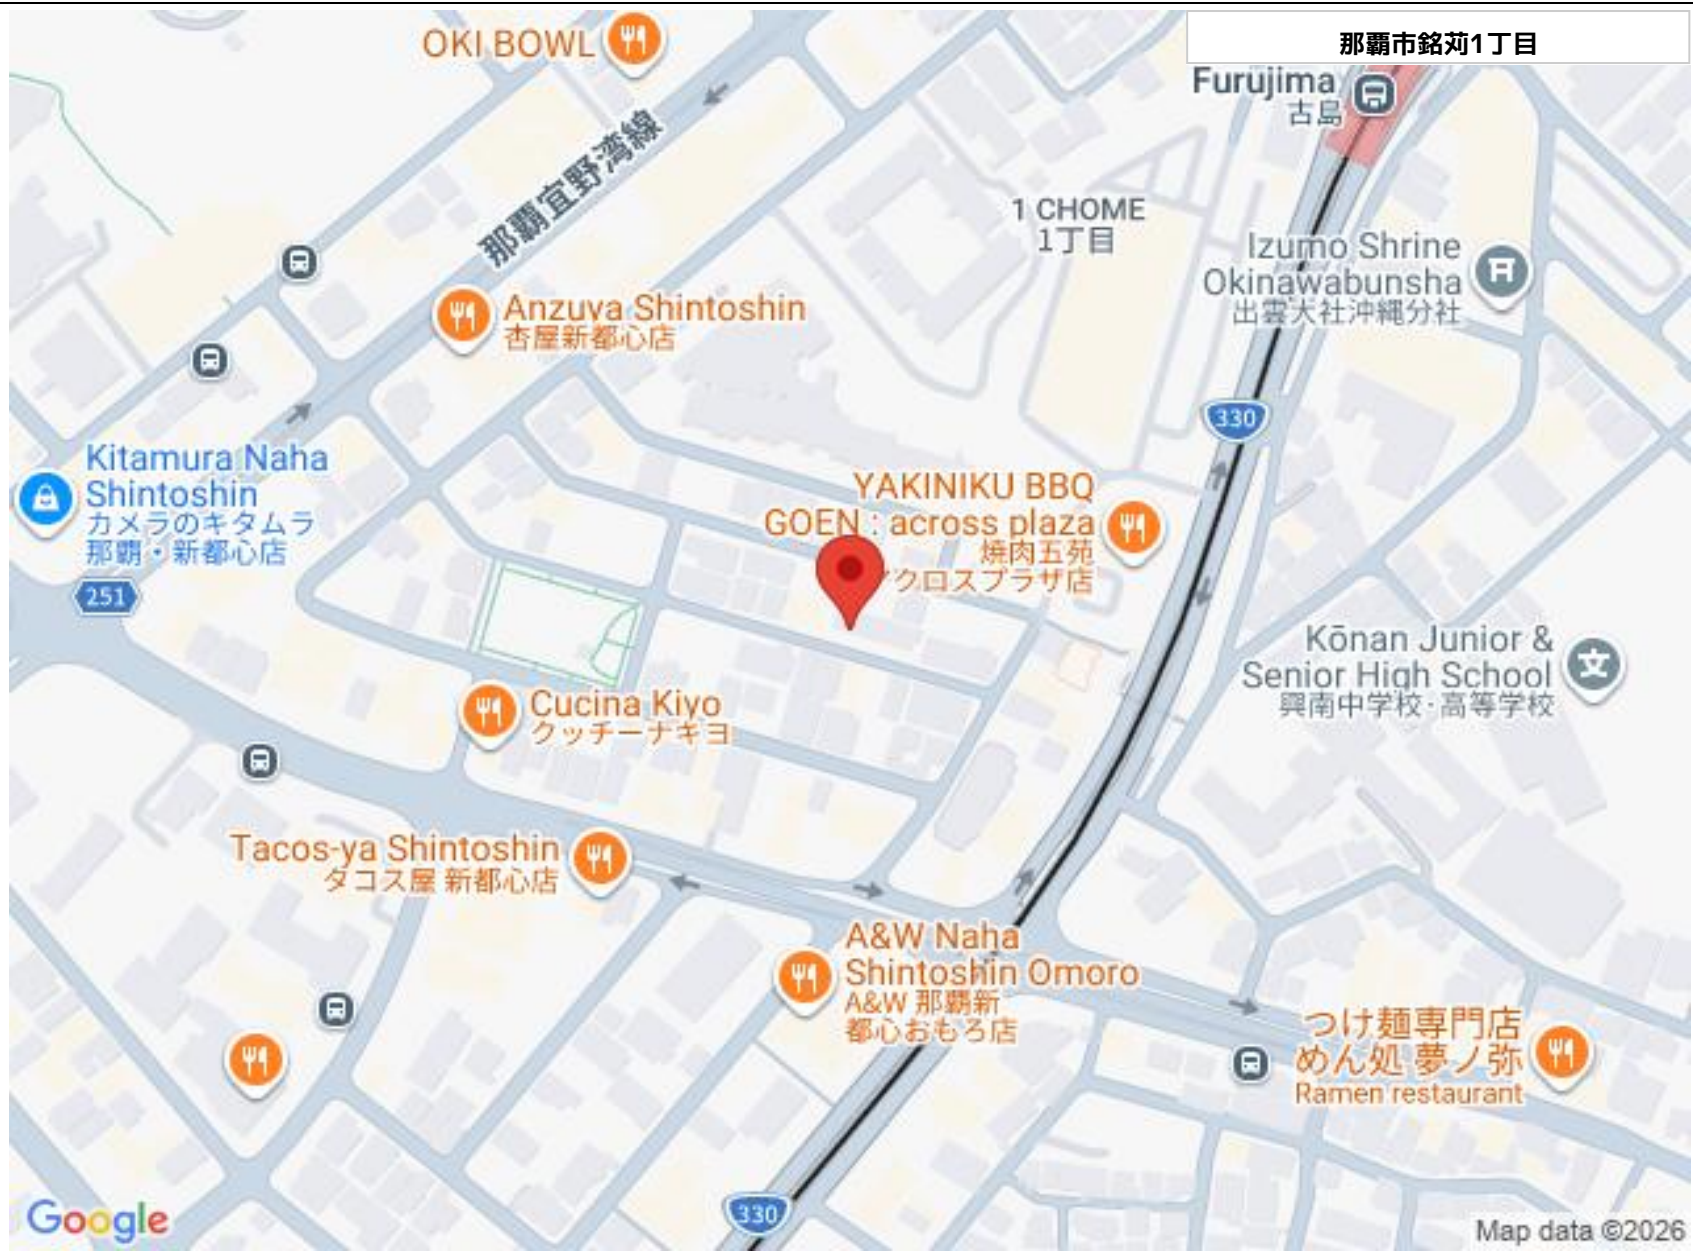 那覇市銘苅1丁目
OKI BOWL
Furujima
古島
那覇宜野湾線
1 CHOME
1丁目
Izumo Shrine
Okinawabunsha
出雲大社沖縄分社
Anzuya Shintoshin
杏屋新都心店
330
Kitamura Naha
Shintoshin
カメラのキタムラ
那覇・新都心店
YAKINIKU BBQ
GOEN : across plaza
焼肉五苑
クロスプラザ店
251
Kōnan Junior &
Senior High School
興南中学校・高等学校
Cucina Kiyo
クッチーナキヨ
Tacos-ya Shintoshin
タコス屋 新都心店
A&W Naha
Shintoshin Omoro
A&W 那覇新
都心おもろ店
つけ麺専門店
めん処 夢ノ弥
Ramen restaurant
330
Google
Map data ©2026